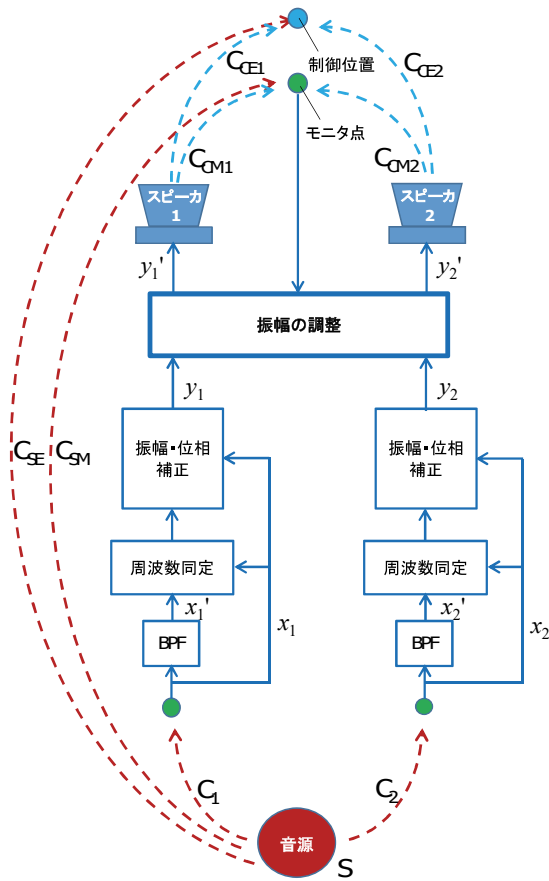 制御位置
C_CE1
C_CE2
モニタ点
C_CM1
C_CM2
スピーカ
1
スピーカ
2
y_1'
y_2'
振幅の調整
y_1
y_2
C_SE
C_SM
振幅・位相
補正
振幅・位相
補正
周波数同定
周波数同定
x_1'
x_2'
x_1
x_2
BPF
BPF
C_1
C_2
音源
S